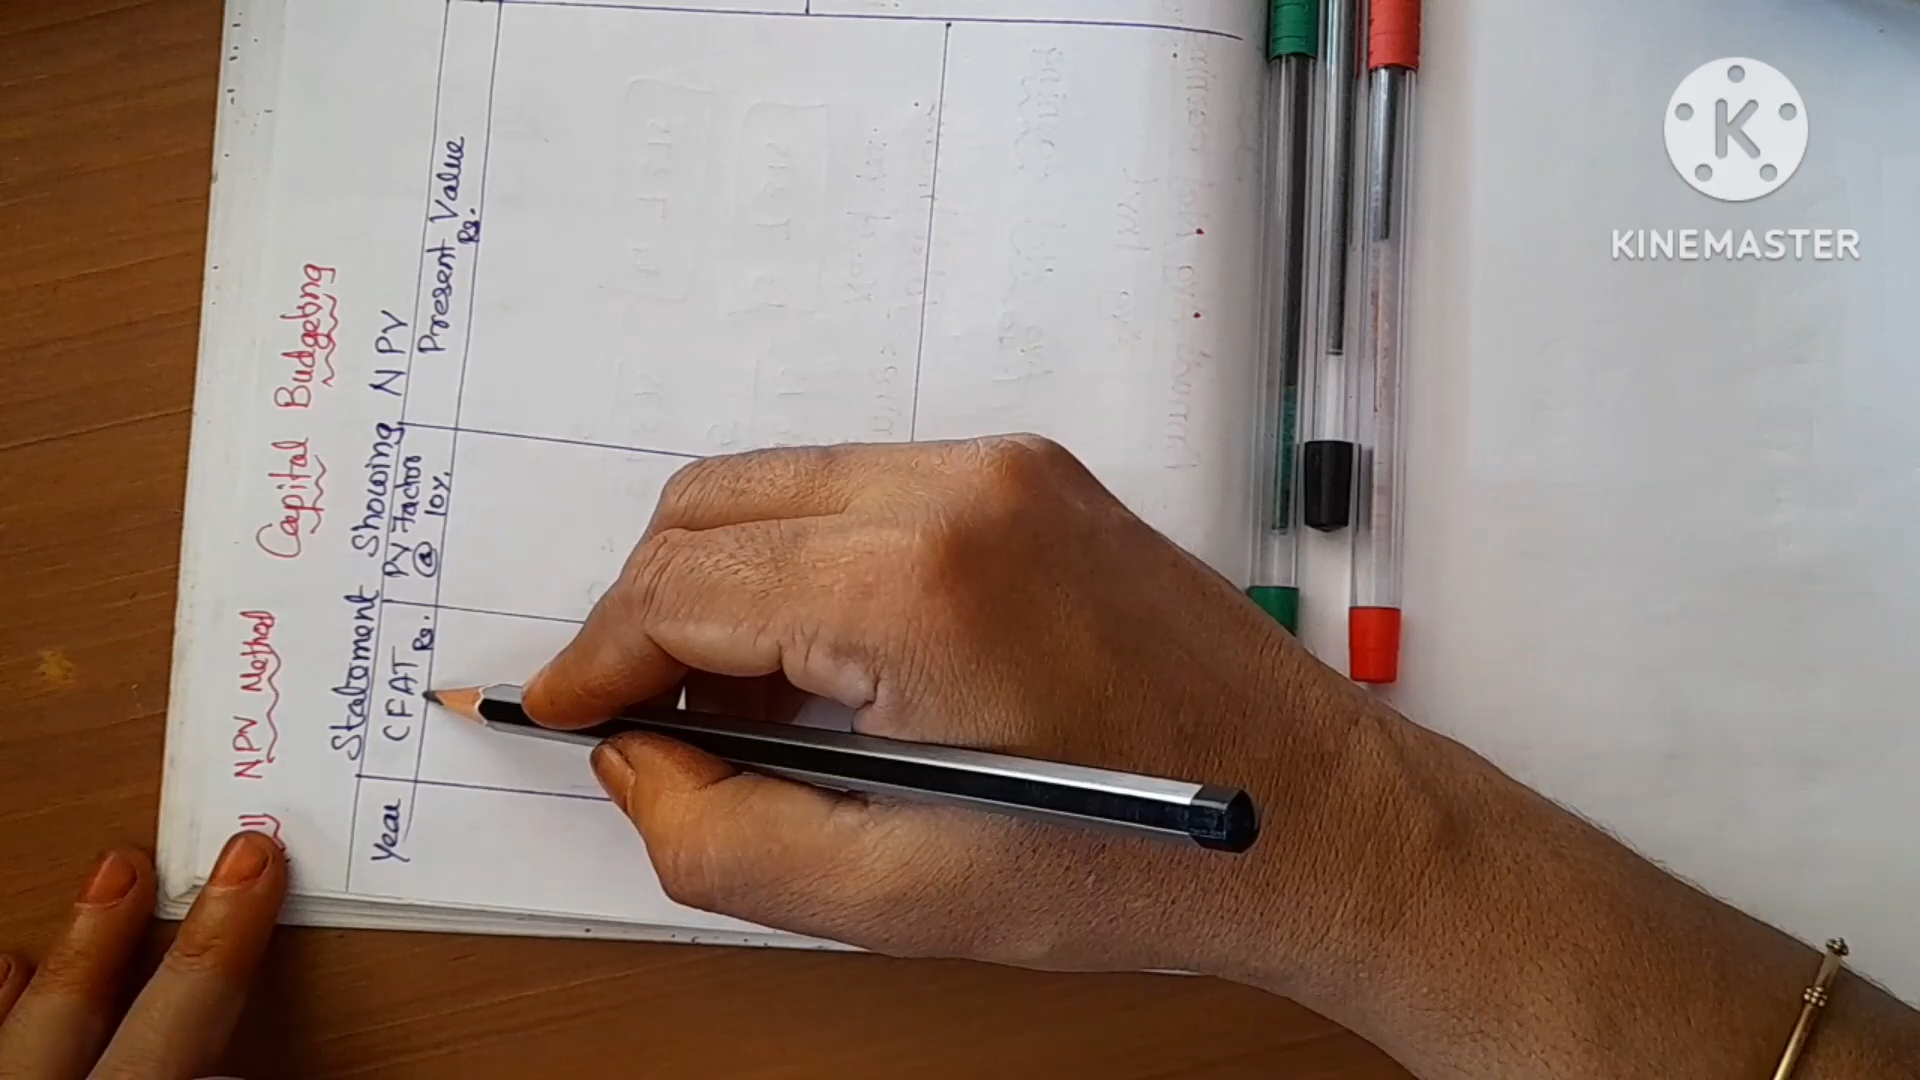 Capital Budgeting
NPV Method
Statement Showing NPV
Year CFAT Rs. PV factor @ 10% Present Value Rs.
KINEMASTER